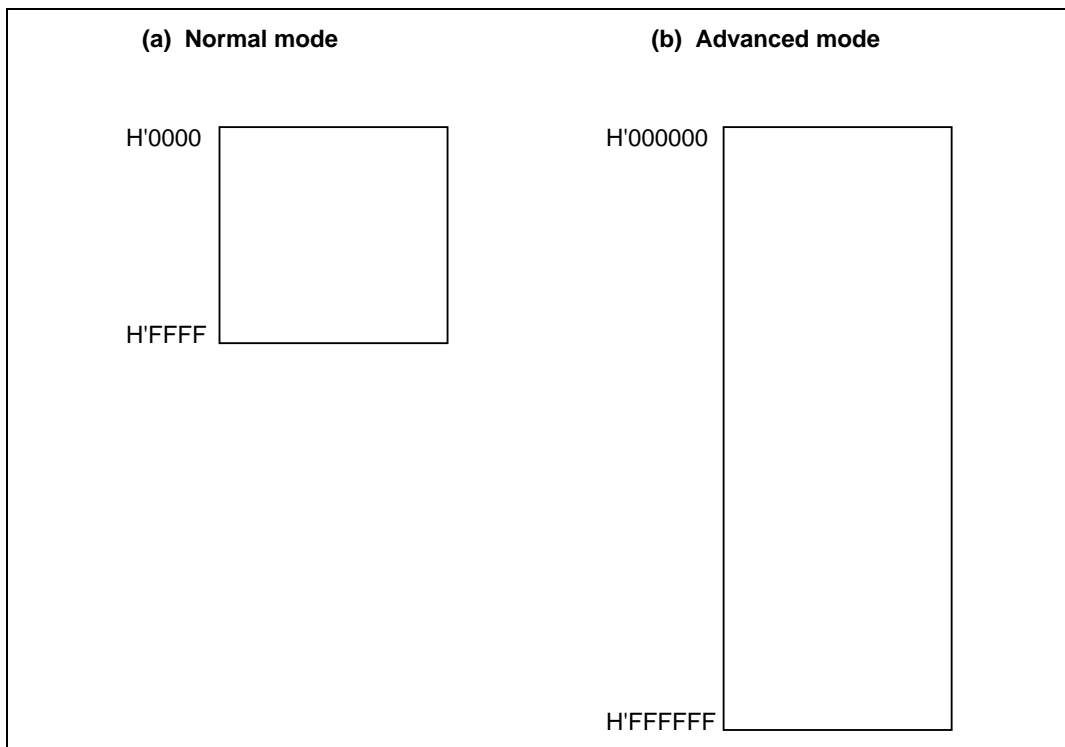 (a) Normal mode
H'0000
H'FFFF
(b) Advanced mode
H'000000
H'FFFFFF